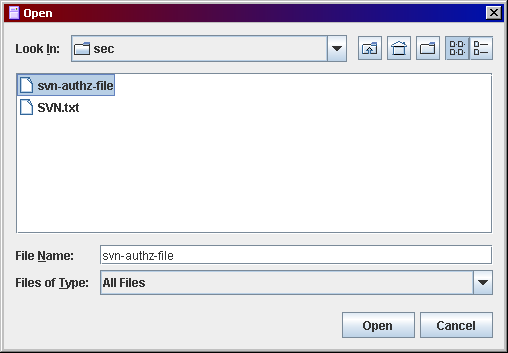 Open
Look In: sec
svn-authz-file
SVN.txt
File Name: svn-authz-file
Files of Type: All Files
Open Cancel